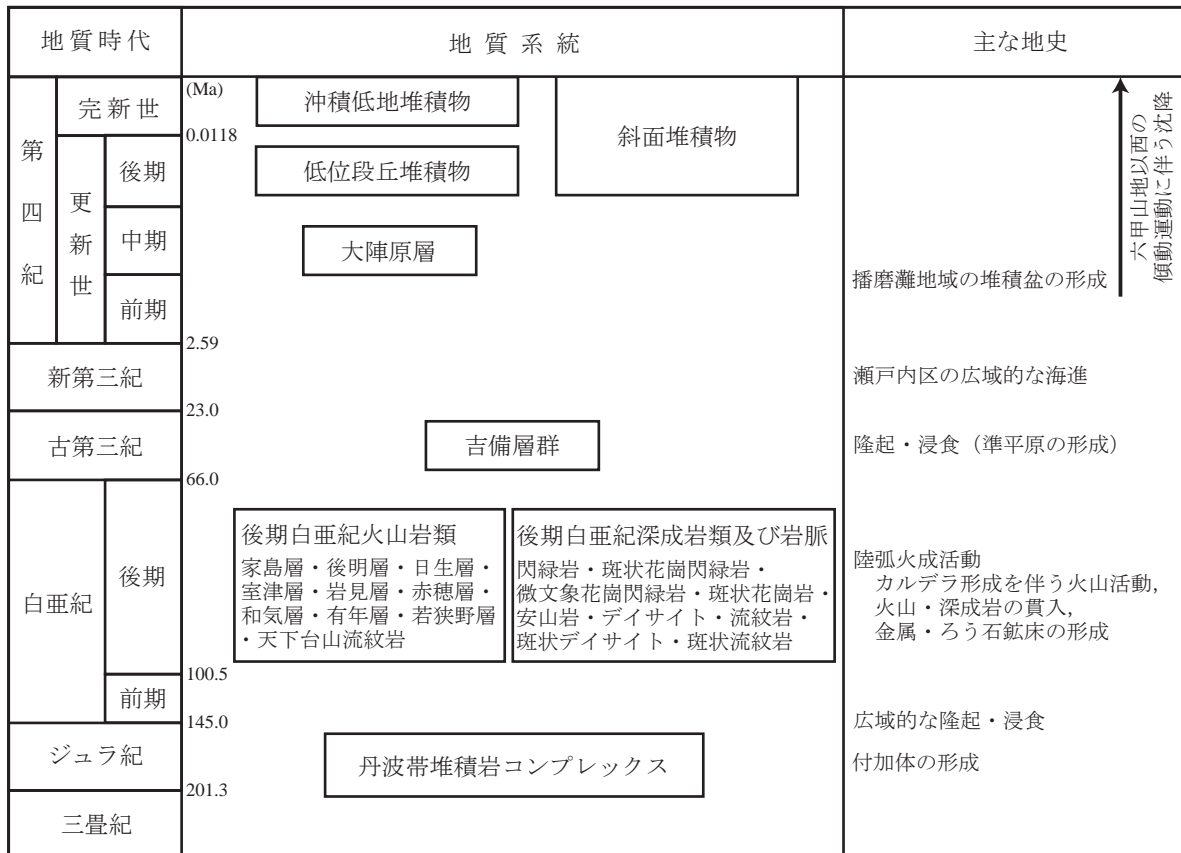 地質時代
地質系統
主な地史
第四紀
完新世
更新世
後期
中期
前期
(Ma)
0.0118
沖積低地堆積物
斜面堆積物
低位段丘堆積物
大陣原層
播磨灘地域の堆積盆の形成
六甲山地以西の
傾動運動に伴う沈降
2.59
新第三紀
瀬戸内区の広域的な海進
23.0
古第三紀
吉備層群
隆起・浸食（準平原の形成）
66.0
白亜紀
後期
後期白亜紀火山岩類
家島層・後明層・日生層・
室津層・岩見層・赤穂層・
和気層・有年層・若狭野層
・天下台山流紋岩
後期白亜紀深成岩類及び岩脈
閃緑岩・斑状花崗閃緑岩・
微文象花崗閃緑岩・斑状花崗岩・
安山岩・デイサイト・流紋岩・
斑状デイサイト・斑状流紋岩
陸弧火成活動
カルデラ形成を伴う火山活動,
火山・深成岩の貫入,
金属・ろう石鉱床の形成
100.5
前期
145.0
広域的な隆起・浸食
ジュラ紀
丹波帯堆積岩コンプレックス
付加体の形成
201.3
三畳紀